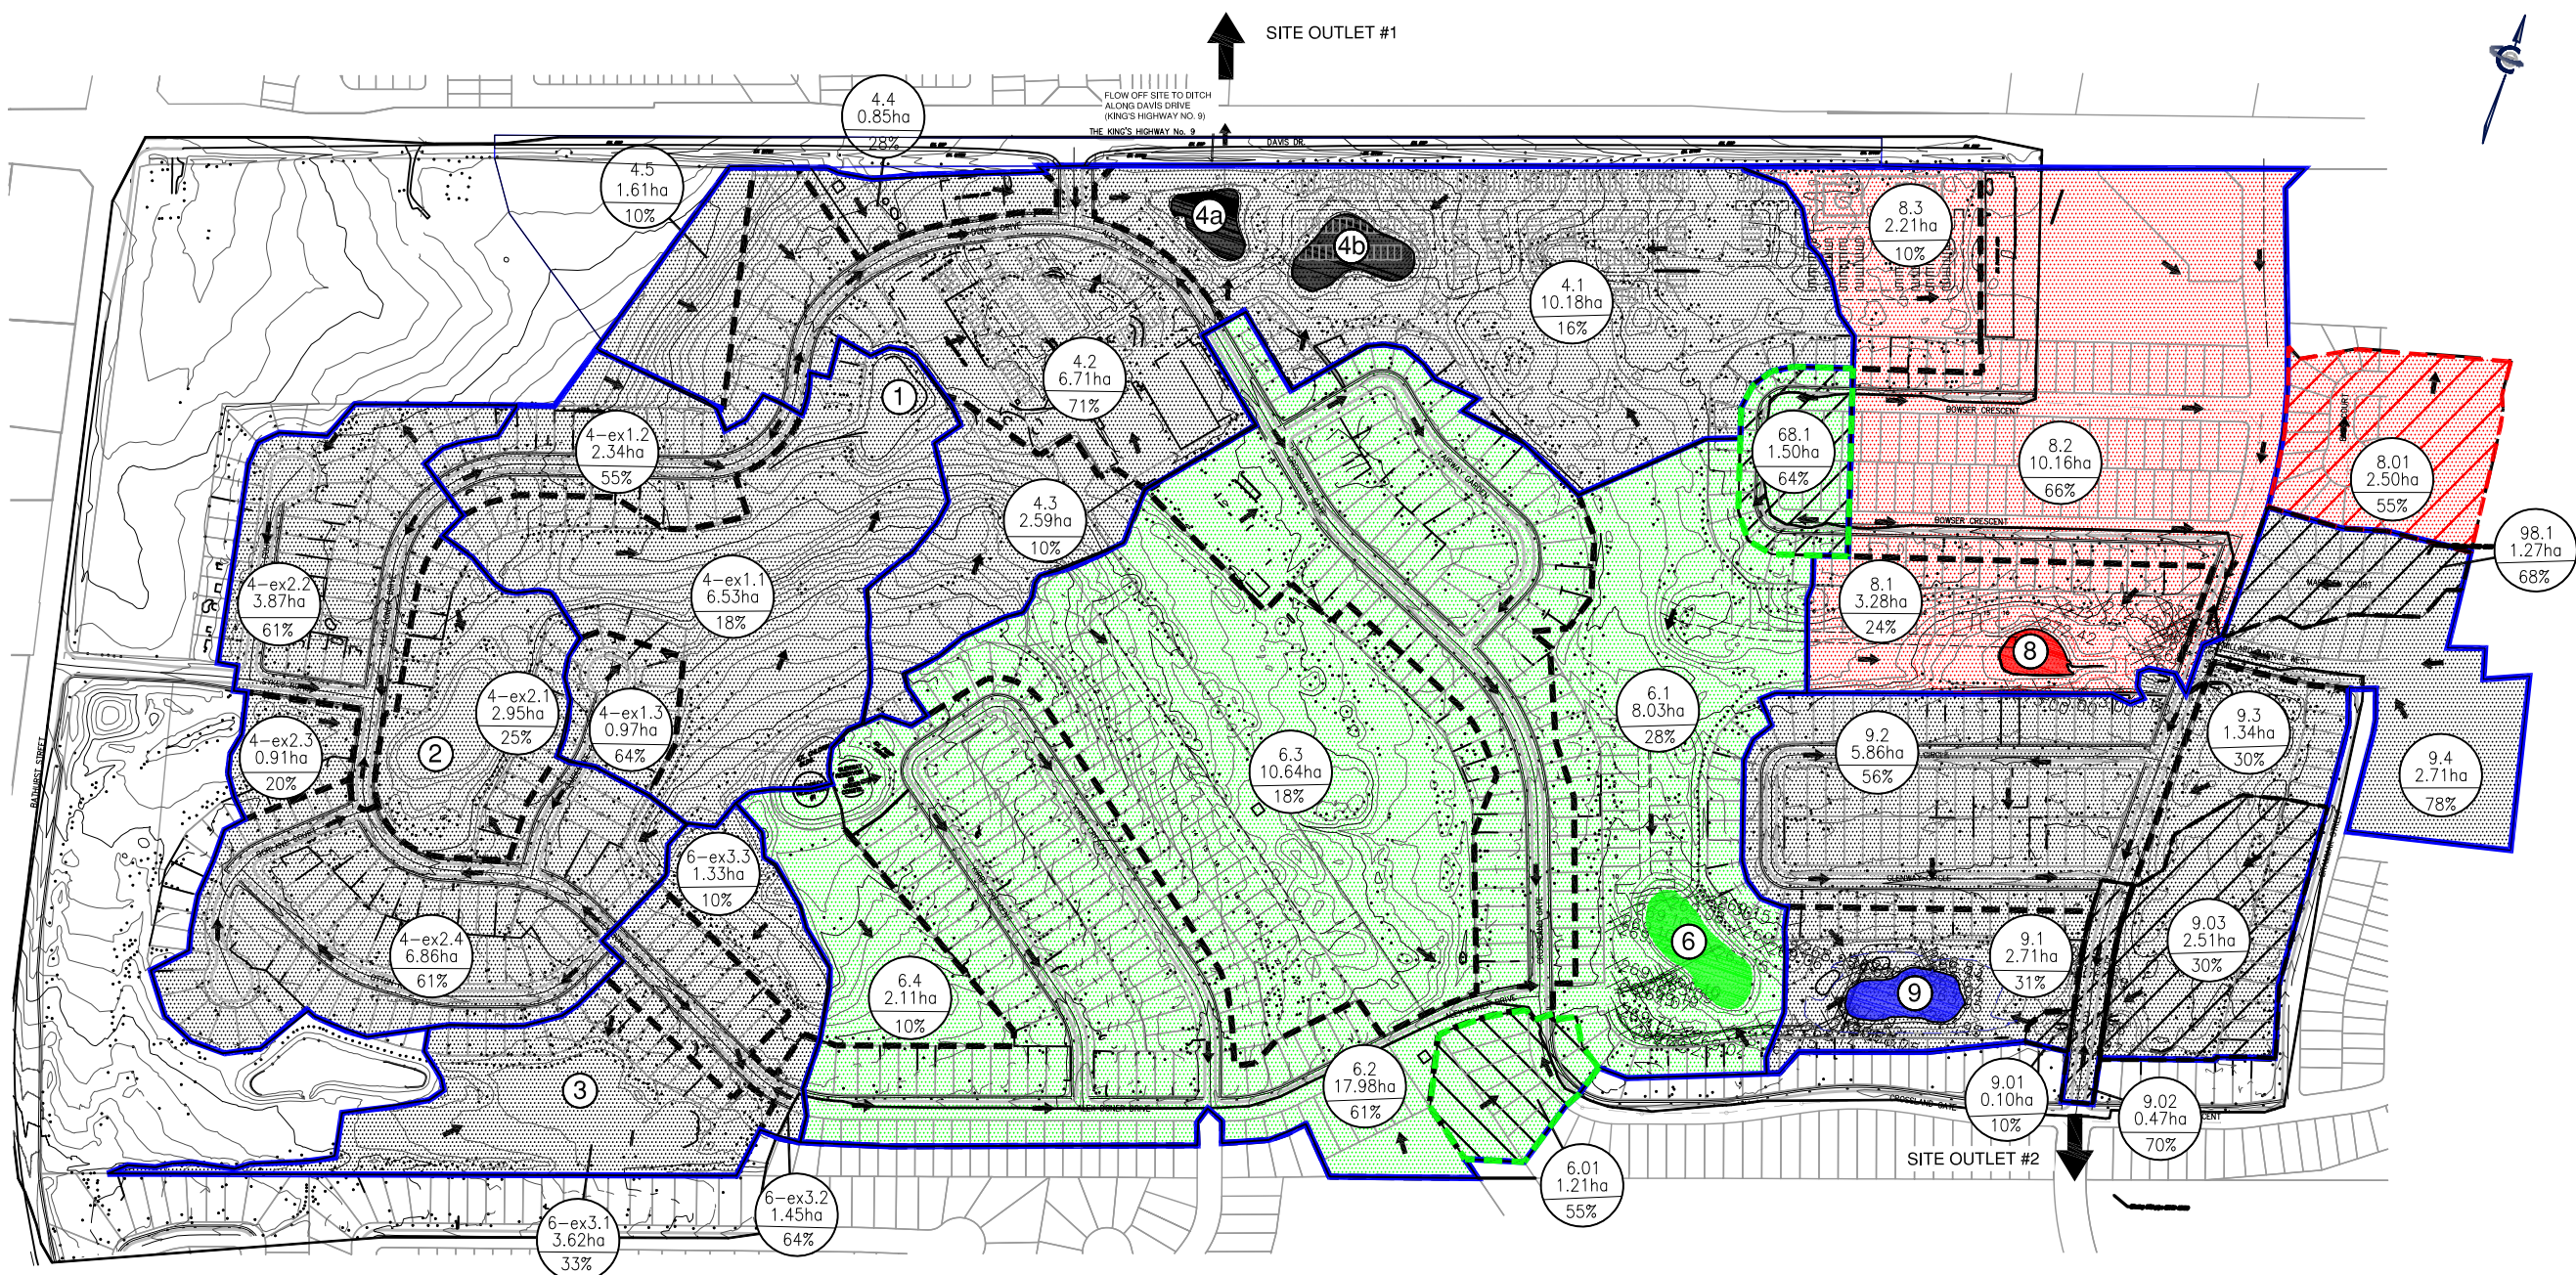 SITE OUTLET #1
FLOW OFF SITE TO DITCH
ALONG DAVIS DRIVE
(KING'S HIGHWAY NO. 9)
THE KING'S HIGHWAY No. 9
DAVIS DR.
4.4
0.85ha
28%
4.5
1.61ha
10%
4a
4b
8.3
2.21ha
10%
4.1
10.18ha
16%
4.2
6.71ha
71%
1
BOWSER CRESCENT
4-ex1.2
2.34ha
55%
68.1
1.50ha
64%
8.2
10.16ha
66%
8.01
2.50ha
55%
FAIRWAY GARDEN
4.3
2.59ha
10%
BOWSER CRESCENT
98.1
1.27ha
68%
4-ex2.2
3.87ha
61%
4-ex1.1
6.53ha
18%
8.1
3.28ha
24%
8
4-ex2.1
2.95ha
25%
4-ex1.3
0.97ha
64%
6.1
8.03ha
28%
9.3
1.34ha
30%
4-ex2.3
0.91ha
20%
2
6.3
10.64ha
18%
9.2
5.86ha
56%
9.4
2.71ha
78%
BATHURST STREET
6-ex3.3
1.33ha
10%
4-ex2.4
6.86ha
61%
6
9.1
2.71ha
31%
9.03
2.51ha
30%
6.4
2.11ha
10%
9
CROSSLAND GATE
3
6.2
17.98ha
61%
ALEX DONER DRIVE
CROSSLAND GATE
9.01
0.10ha
10%
9.02
0.47ha
70%
SITE OUTLET #2
6.01
1.21ha
55%
6-ex3.2
1.45ha
64%
6-ex3.1
3.62ha
33%